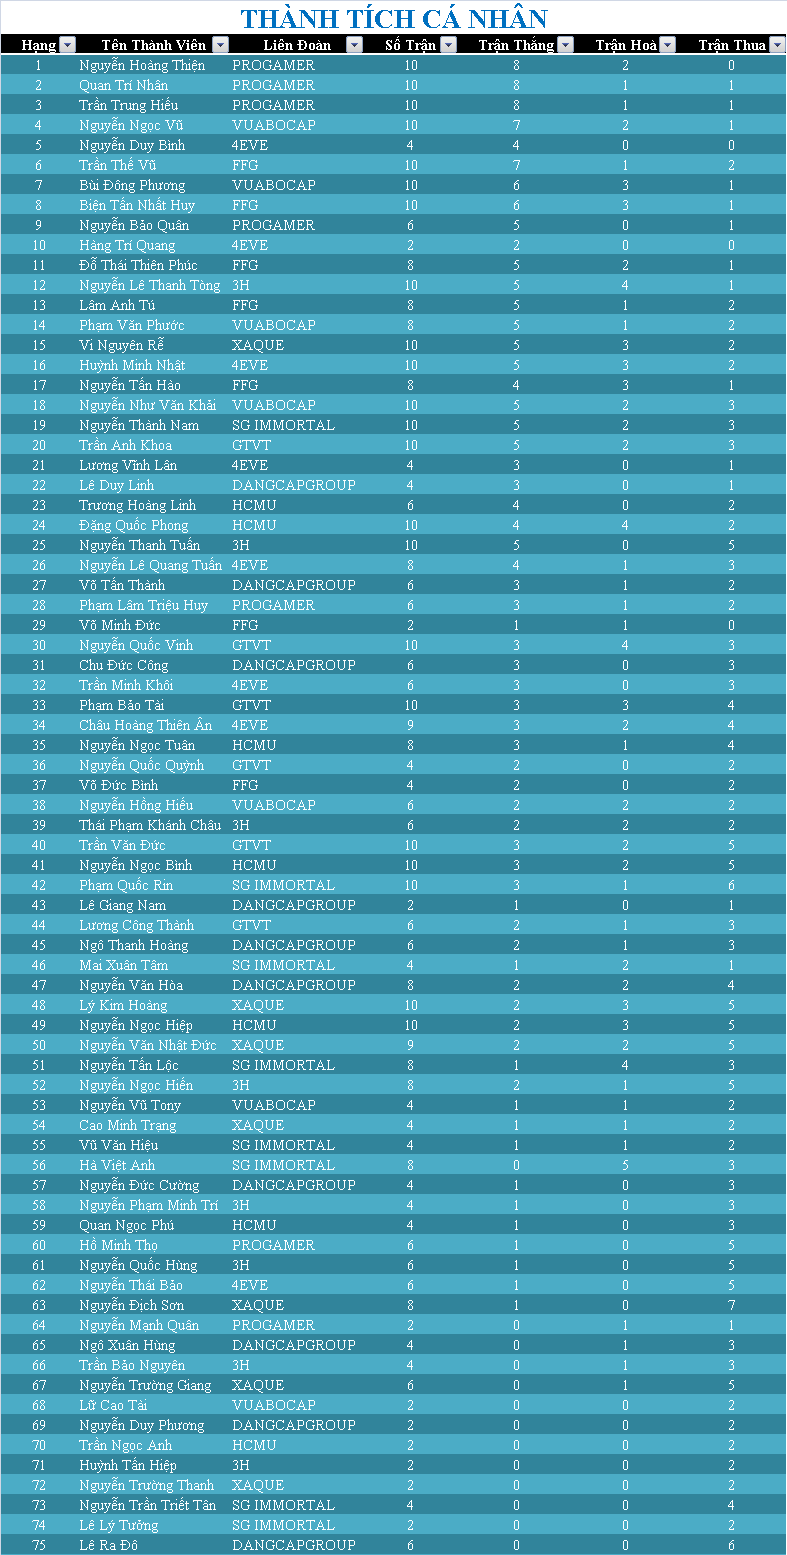 THÀNH TÍCH CÁ NHÂN
Hạng Tên Thành Viên Liên Đoàn Số Trận Trận Thắng Trận Hoà Trận Thua
1 Nguyễn Hoàng Thiện PROGAMER 10 8 2 0
2 Quan Trí Nhân PROGAMER 10 8 1 1
3 Trần Trung Hiếu PROGAMER 10 8 1 1
4 Nguyễn Ngọc Vũ VUABOCAP 10 7 2 1
5 Nguyễn Duy Bình 4EVE 4 4 0 0
6 Trần Thế Vũ FFG 10 7 1 2
7 Bùi Đông Phương VUABOCAP 10 6 3 1
8 Biện Tấn Nhất Huy FFG 10 6 3 1
9 Nguyễn Bảo Quân PROGAMER 6 5 0 1
10 Hàng Trí Quang 4EVE 2 2 0 0
11 Đỗ Thái Thiên Phúc FFG 8 5 2 1
12 Nguyễn Lê Thanh Tòng 3H 10 5 4 1
13 Lâm Anh Tú FFG 8 5 1 2
14 Phạm Văn Phước VUABOCAP 8 5 1 2
15 Vi Nguyên Rễ XAQUE 10 5 3 2
16 Huỳnh Minh Nhật 4EVE 10 5 3 2
17 Nguyễn Tấn Hào FFG 8 4 3 1
18 Nguyễn Như Văn Khải VUABOCAP 10 5 2 3
19 Nguyễn Thành Nam SG IMMORTAL 10 5 2 3
20 Trần Anh Khoa GTVT 10 5 2 3
21 Lương Vĩnh Lân 4EVE 4 3 0 1
22 Lê Duy Linh DANGCAPGROUP 4 3 0 1
23 Trương Hoàng Linh HCMU 6 4 0 2
24 Đặng Quốc Phong HCMU 10 4 4 2
25 Nguyễn Thanh Tuấn 3H 10 5 0 5
26 Nguyễn Lê Quang Tuấn 4EVE 8 4 1 3
27 Võ Tấn Thành DANGCAPGROUP 6 3 1 2
28 Phạm Lâm Triệu Huy PROGAMER 6 3 1 2
29 Võ Minh Đức FFG 2 1 1 0
30 Nguyễn Quốc Vinh GTVT 10 3 4 3
31 Chu Đức Công DANGCAPGROUP 6 3 0 3
32 Trần Minh Khôi 4EVE 6 3 0 3
33 Phạm Bảo Tài GTVT 10 3 3 4
34 Châu Hoàng Thiên Ấn 4EVE 9 3 2 4
35 Nguyễn Ngọc Tuân HCMU 8 3 1 4
36 Nguyễn Quốc Quỳnh GTVT 4 2 0 2
37 Võ Đức Bình FFG 4 2 0 2
38 Nguyễn Hồng Hiếu VUABOCAP 6 2 2 2
39 Thái Phạm Khánh Châu 3H 6 2 2 2
40 Trần Văn Đức GTVT 10 3 2 5
41 Nguyễn Ngọc Bình HCMU 10 3 2 5
42 Phạm Quốc Rin SG IMMORTAL 10 3 1 6
43 Lê Giang Nam DANGCAPGROUP 2 1 0 1
44 Lương Công Thành GTVT 6 2 1 3
45 Ngô Thanh Hoàng DANGCAPGROUP 6 2 1 3
46 Mai Xuân Tâm SG IMMORTAL 4 1 2 1
47 Nguyễn Văn Hòa DANGCAPGROUP 8 2 2 4
48 Lý Kim Hoàng XAQUE 10 2 3 5
49 Nguyễn Ngọc Hiệp HCMU 10 2 3 5
50 Nguyễn Văn Nhật Đức XAQUE 9 2 2 5
51 Nguyễn Tấn Lộc SG IMMORTAL 8 1 4 3
52 Nguyễn Ngọc Hiển 3H 8 2 1 5
53 Nguyễn Vũ Tony VUABOCAP 4 1 1 2
54 Cao Minh Trang XAQUE 4 1 1 2
55 Vũ Văn Hiệu SG IMMORTAL 4 1 1 2
56 Hà Việt Anh SG IMMORTAL 8 0 5 3
57 Nguyễn Đức Cường DANGCAPGROUP 4 1 0 3
58 Nguyễn Phạm Minh Trí 3H 4 1 0 3
59 Quan Ngọc Phú HCMU 4 1 0 3
60 Hồ Minh Thọ PROGAMER 6 1 0 5
61 Nguyễn Quốc Hùng 3H 6 1 0 5
62 Nguyễn Thái Bảo 4EVE 6 1 0 5
63 Nguyễn Địch Sơn XAQUE 8 1 0 7
64 Nguyễn Mạnh Quân PROGAMER 2 0 1 1
65 Ngô Xuân Hùng DANGCAPGROUP 4 0 1 3
66 Trần Bảo Nguyên 3H 4 0 1 3
67 Nguyễn Trường Giang XAQUE 6 0 1 5
68 Lữ Cao Tài VUABOCAP 2 0 0 2
69 Nguyễn Duy Phương DANGCAPGROUP 2 0 0 2
70 Trần Ngọc Anh HCMU 2 0 0 2
71 Huỳnh Tấn Hiệp 3H 2 0 0 2
72 Nguyễn Trường Thanh XAQUE 2 0 0 2
73 Nguyễn Trần Triết Tân SG IMMORTAL 4 0 0 4
74 Lê Lý Tưởng SG IMMORTAL 2 0 0 2
75 Lê Ra Đô DANGCAPGROUP 6 0 0 6